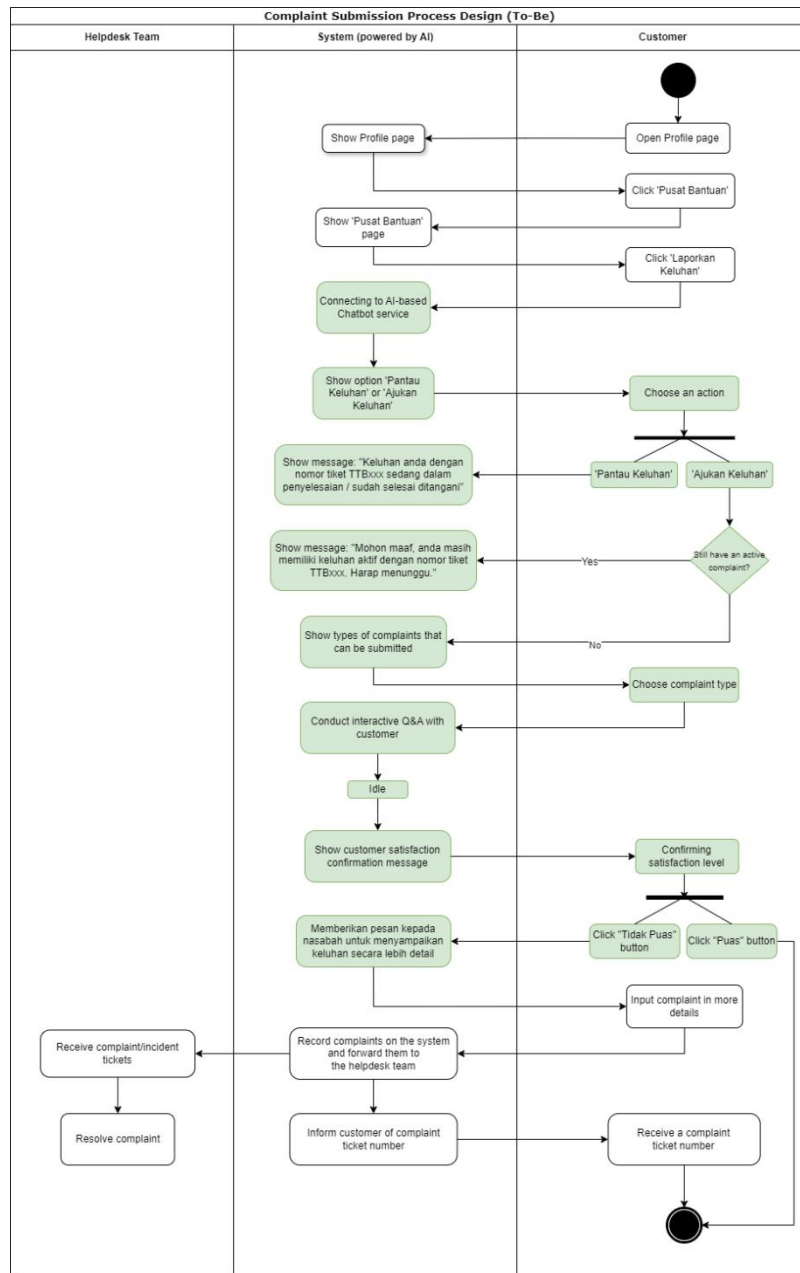 Complaint Submission Process Design (To-Be)
Helpdesk Team
System (powered by AI)
Customer
Show Profile page
Open Profile page
Click 'Pusat Bantuan'
Show 'Pusat Bantuan'
page
Click 'Laporkan
Keluhan'
Connecting to AI-based
Chatbot service
Show option 'Pantau
Keluhan' or 'Ajukan
Keluhan'
Choose an action
Show message: "Keluhan anda dengan
nomor tiket TTBxxx sedang dalam
penyelesaian / sudah selesai ditangani"
'Pantau Keluhan'
'Ajukan Keluhan'
Show message: "Mohon maaf, anda masih
memiliki keluhan aktif dengan nomor tiket
TTBxxx. Harap menunggu."
Yes
Still have an active
complaint?
Show types of complaints that
can be submitted
No
Choose complaint type
Conduct interactive Q&A with
customer
Idle
Show customer satisfaction
confirmation message
Confirming
satisfaction level
Memberikan pesan kepada
nasabah untuk menyampaikan
keluhan secara lebih detail
Click "Tidak Puas"
button
Click "Puas" button
Input complaint in more
details
Receive complaint/incident
tickets
Record complaints on the system
and forward them to
the helpdesk team
Resolve complaint
Inform customer of complaint
ticket number
Receive a complaint
ticket number